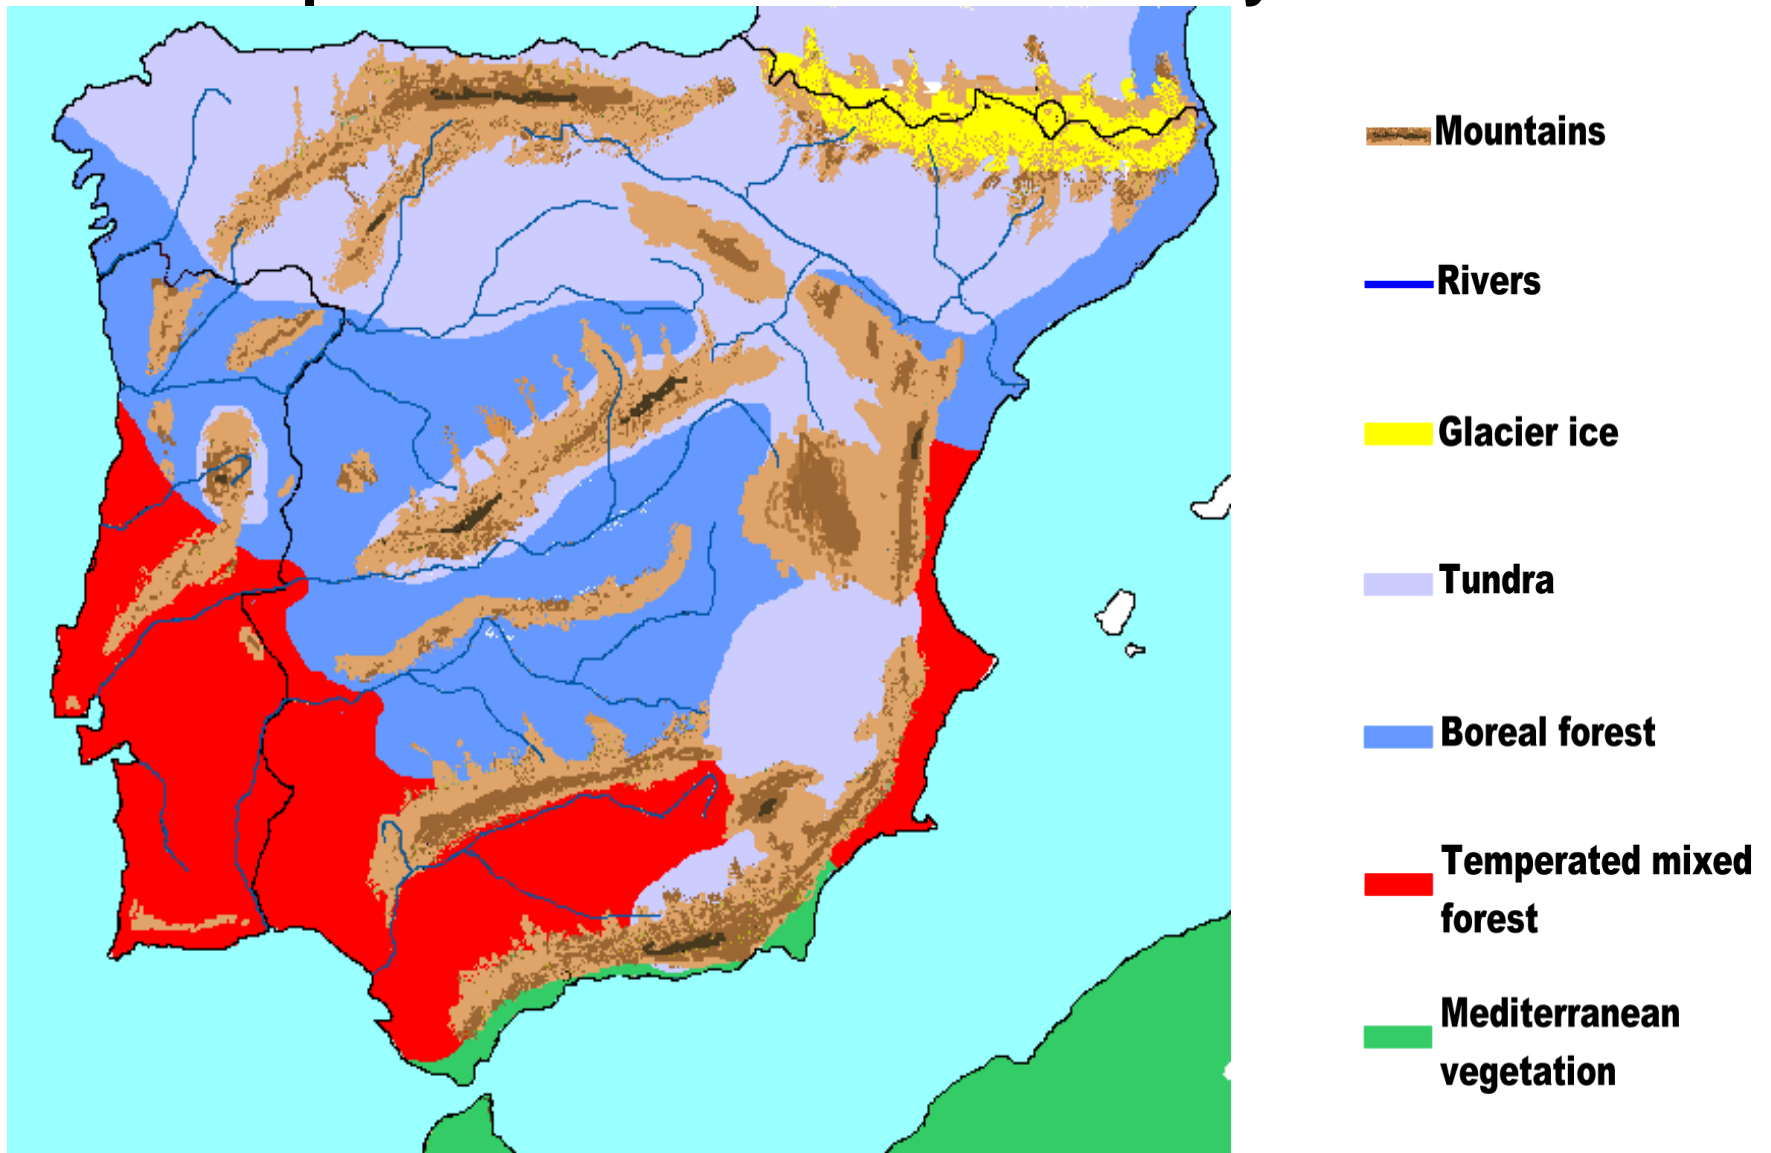 Mountains
Rivers
Glacier ice
Tundra
Boreal forest
Temperated mixed
forest
Mediterranean
vegetation